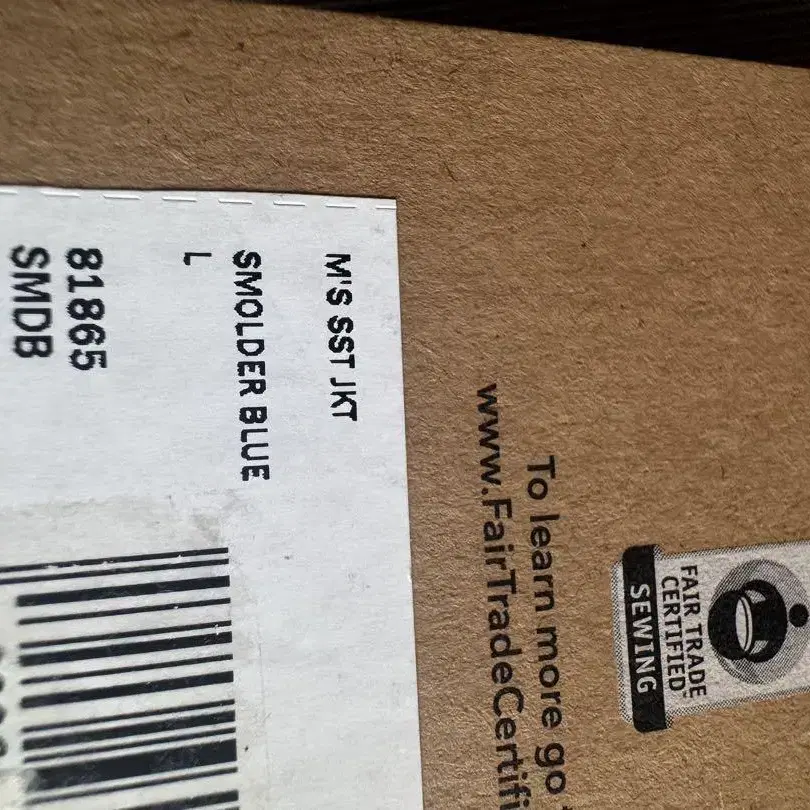 M'S SST JKT
SMOLDER BLUE
L
81865
SMDB
To learn more go
www.FairTradeCertifi
FAIR TRADE
CERTIFIED
SEWING